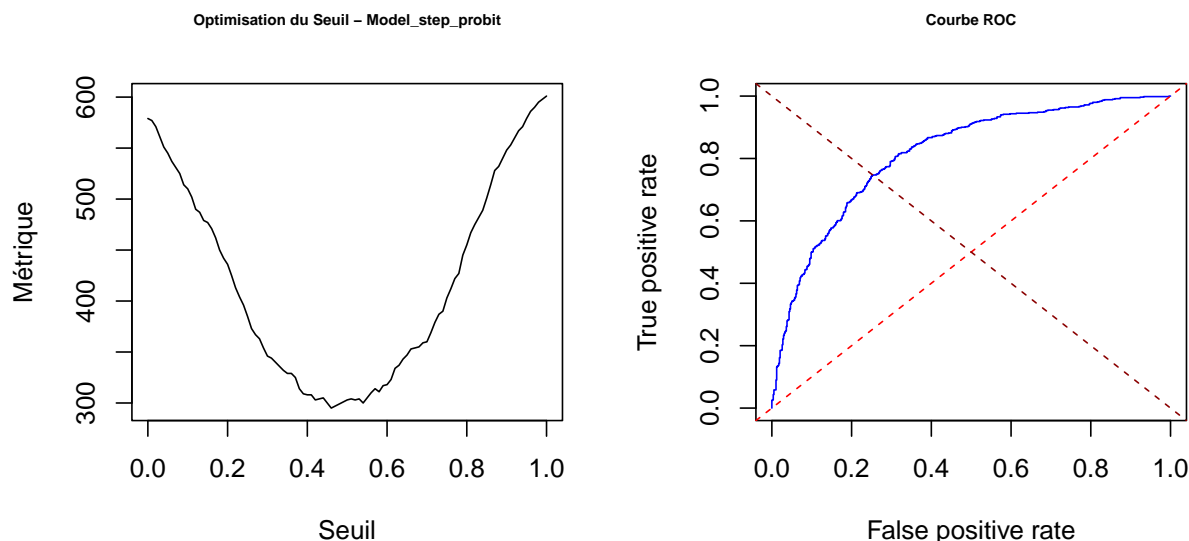 Optimisation du Seuil – Model_step_probit
Métrique
600
500
400
300
0.0 0.2 0.4 0.6 0.8 1.0
Seuil
Courbe ROC
True positive rate
1.0
0.8
0.6
0.4
0.2
0.0
0.0 0.2 0.4 0.6 0.8 1.0
False positive rate